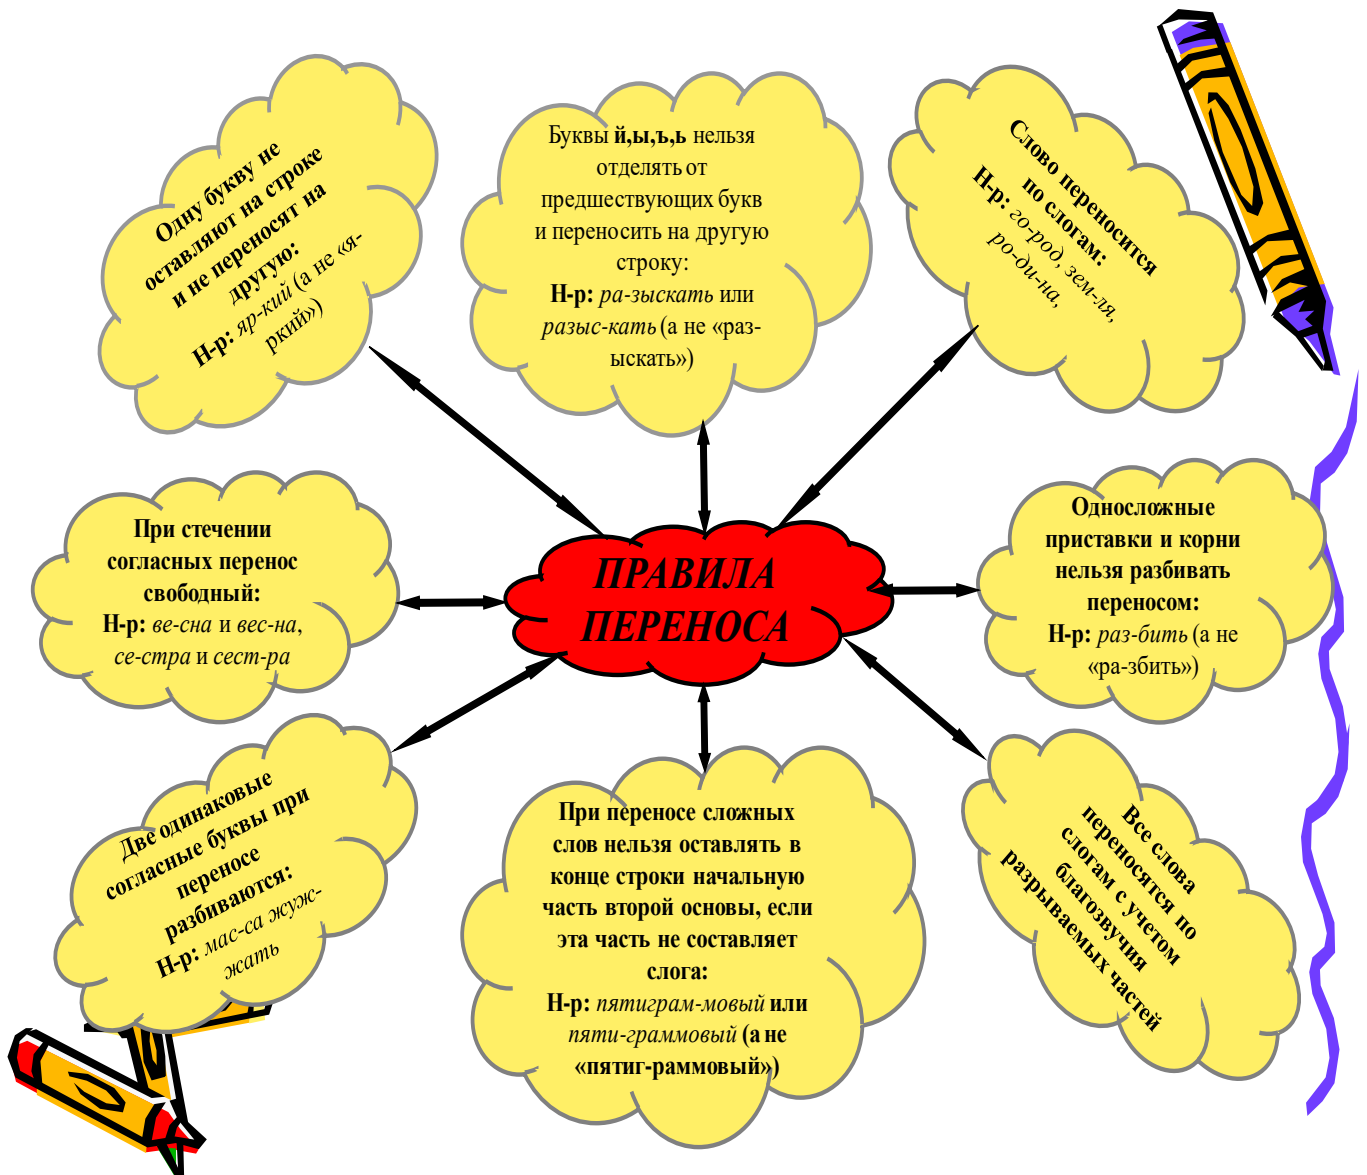 Одну букву не
оставляют на строке
и не переносят на
другую:
Н-р: яр-кий (а не «я-
ркий»)
Буквы й,ы,ъ,ь нельзя
отделять от
предшествующих букв
и переносить на другую
строку:
Н-р: ра-зыскать или
разыс-кать (а не «раз-
ыскать»)
Слово переносится
по слогам:
Н-р: го-род, зем-ля,
ро-ди-на,
При стечении
согласных перенос
свободный:
Н-р: ве-сна и вес-на,
се-стра и сест-ра
ПРАВИЛА
ПЕРЕНОСА
Односложные
приставки и корни
нельзя разбивать
переносом:
Н-р: раз-бить (а не
«ра-збить»)
Две одинаковые
согласные буквы при
переносе
разбиваются:
Н-р: мас-са жуж-
жать
При переносе сложных
слов нельзя оставлять в
конце строки начальную
часть второй основы, если
эта часть не составляет
слога:
Н-р: пятиграм-мовый или
пяти-граммовый (а не
«пятиг-раммовый»)
Все слова
переносятся по
слогам с учетом
благозвучия
разрываемых частей